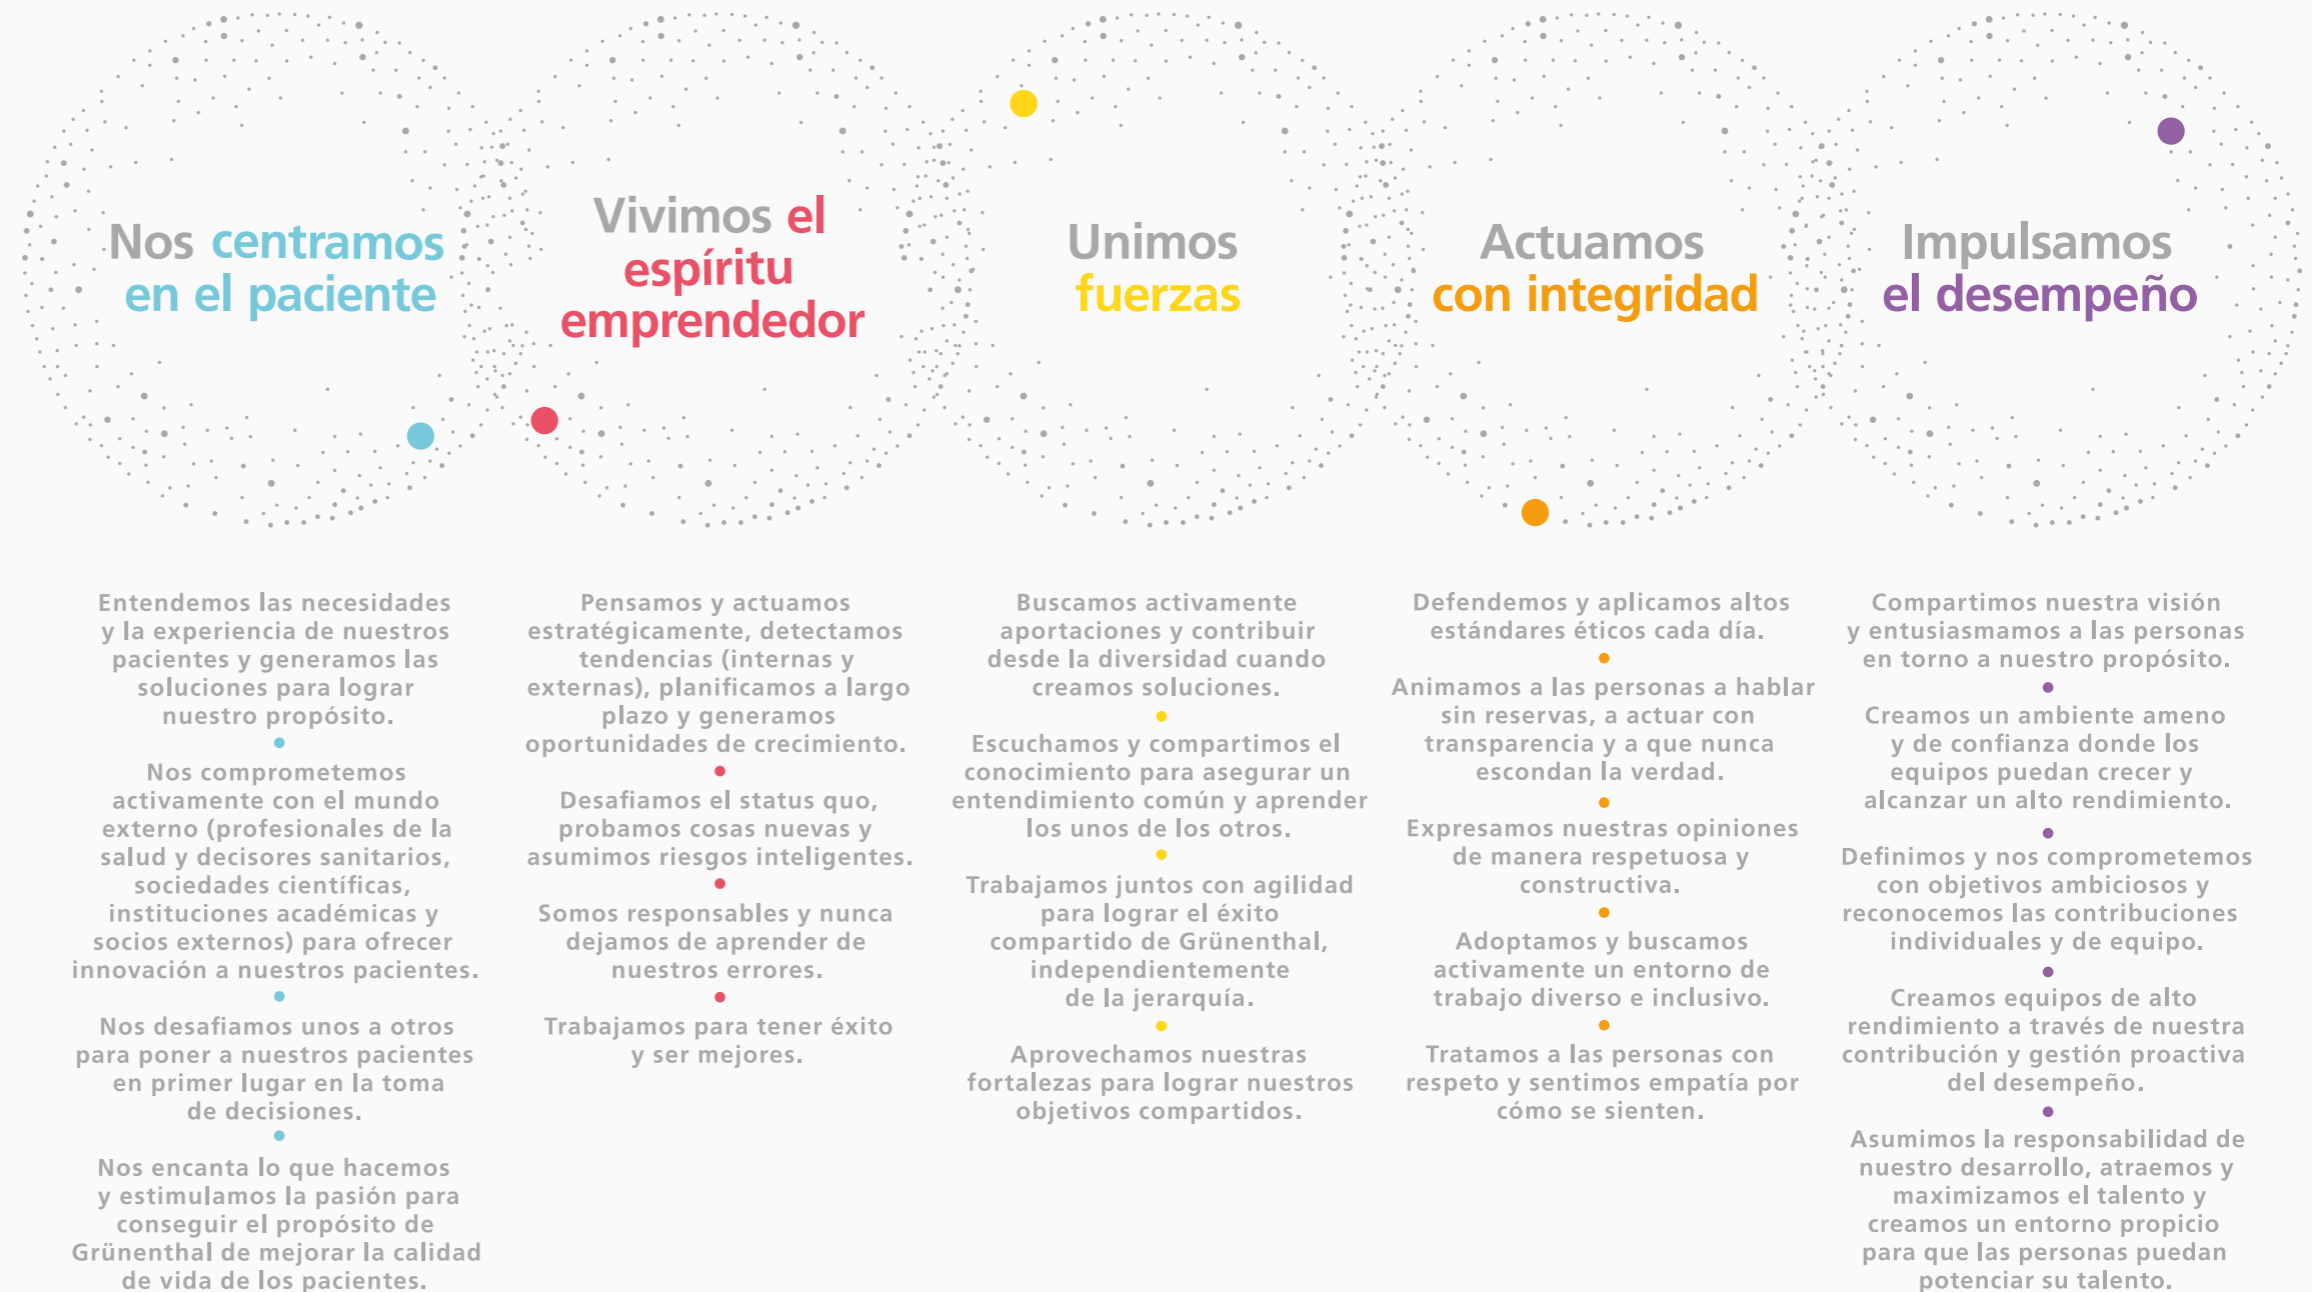 Nos centramos
en el paciente
Entendemos las necesidades
y la experiencia de nuestros
pacientes y generamos las
soluciones para lograr
nuestro propósito.
Nos comprometemos
activamente con el mundo
externo (profesionales de la
salud y decisores sanitarios,
sociedades científicas,
instituciones académicas y
socios externos) para ofrecer
innovación a nuestros pacientes.
Nos desafiamos unos a otros
para poner a nuestros pacientes
en primer lugar en la toma
de decisiones.
Nos encanta lo que hacemos
y estimulamos la pasión para
conseguir el propósito de
Grünenthal de mejorar la calidad
de vida de los pacientes.
Vivimos el
espíritu
emprendedor
Pensamos y actuamos
estratégicamente, detectamos
tendencias (internas y
externas), planificamos a largo
plazo y generamos
oportunidades de crecimiento.
Desafiamos el status quo,
probamos cosas nuevas y
asumimos riesgos inteligentes.
Somos responsables y nunca
dejamos de aprender de
nuestros errores.
Trabajamos para tener éxito
y ser mejores.
Unimos
fuerzas
Buscamos activamente
aportaciones y contribuir
desde la diversidad cuando
creamos soluciones.
Escuchamos y compartimos el
conocimiento para asegurar un
entendimiento común y aprender
los unos de los otros.
Trabajamos juntos con agilidad
para lograr el éxito
compartido de Grünenthal,
independientemente
de la jerarquía.
Aprovechamos nuestras
fortalezas para lograr nuestros
objetivos compartidos.
Actuamos
con integridad
Defendemos y aplicamos altos
estándares éticos cada día.
Animamos a las personas a hablar
sin reservas, a actuar con
transparencia y a que nunca
escondan la verdad.
Expresamos nuestras opiniones
de manera respetuosa y
constructiva.
Adoptamos y buscamos
activamente un entorno de
trabajo diverso e inclusivo.
Tratamos a las personas con
respeto y sentimos empatía por
cómo se sienten.
Impulsamos
el desempeño
Compartimos nuestra visión
y entusiasmamos a las personas
en torno a nuestro propósito.
Creamos un ambiente ameno
y de confianza donde los
equipos puedan crecer y
alcanzar un alto rendimiento.
Definimos y nos comprometemos
con objetivos ambiciosos y
reconocemos las contribuciones
individuales y de equipo.
Creamos equipos de alto
rendimiento a través de nuestra
contribución y gestión proactiva
del desempeño.
Asumimos la responsabilidad de
nuestro desarrollo, atraemos y
maximizamos el talento y
creamos un entorno propicio
para que las personas puedan
potenciar su talento.